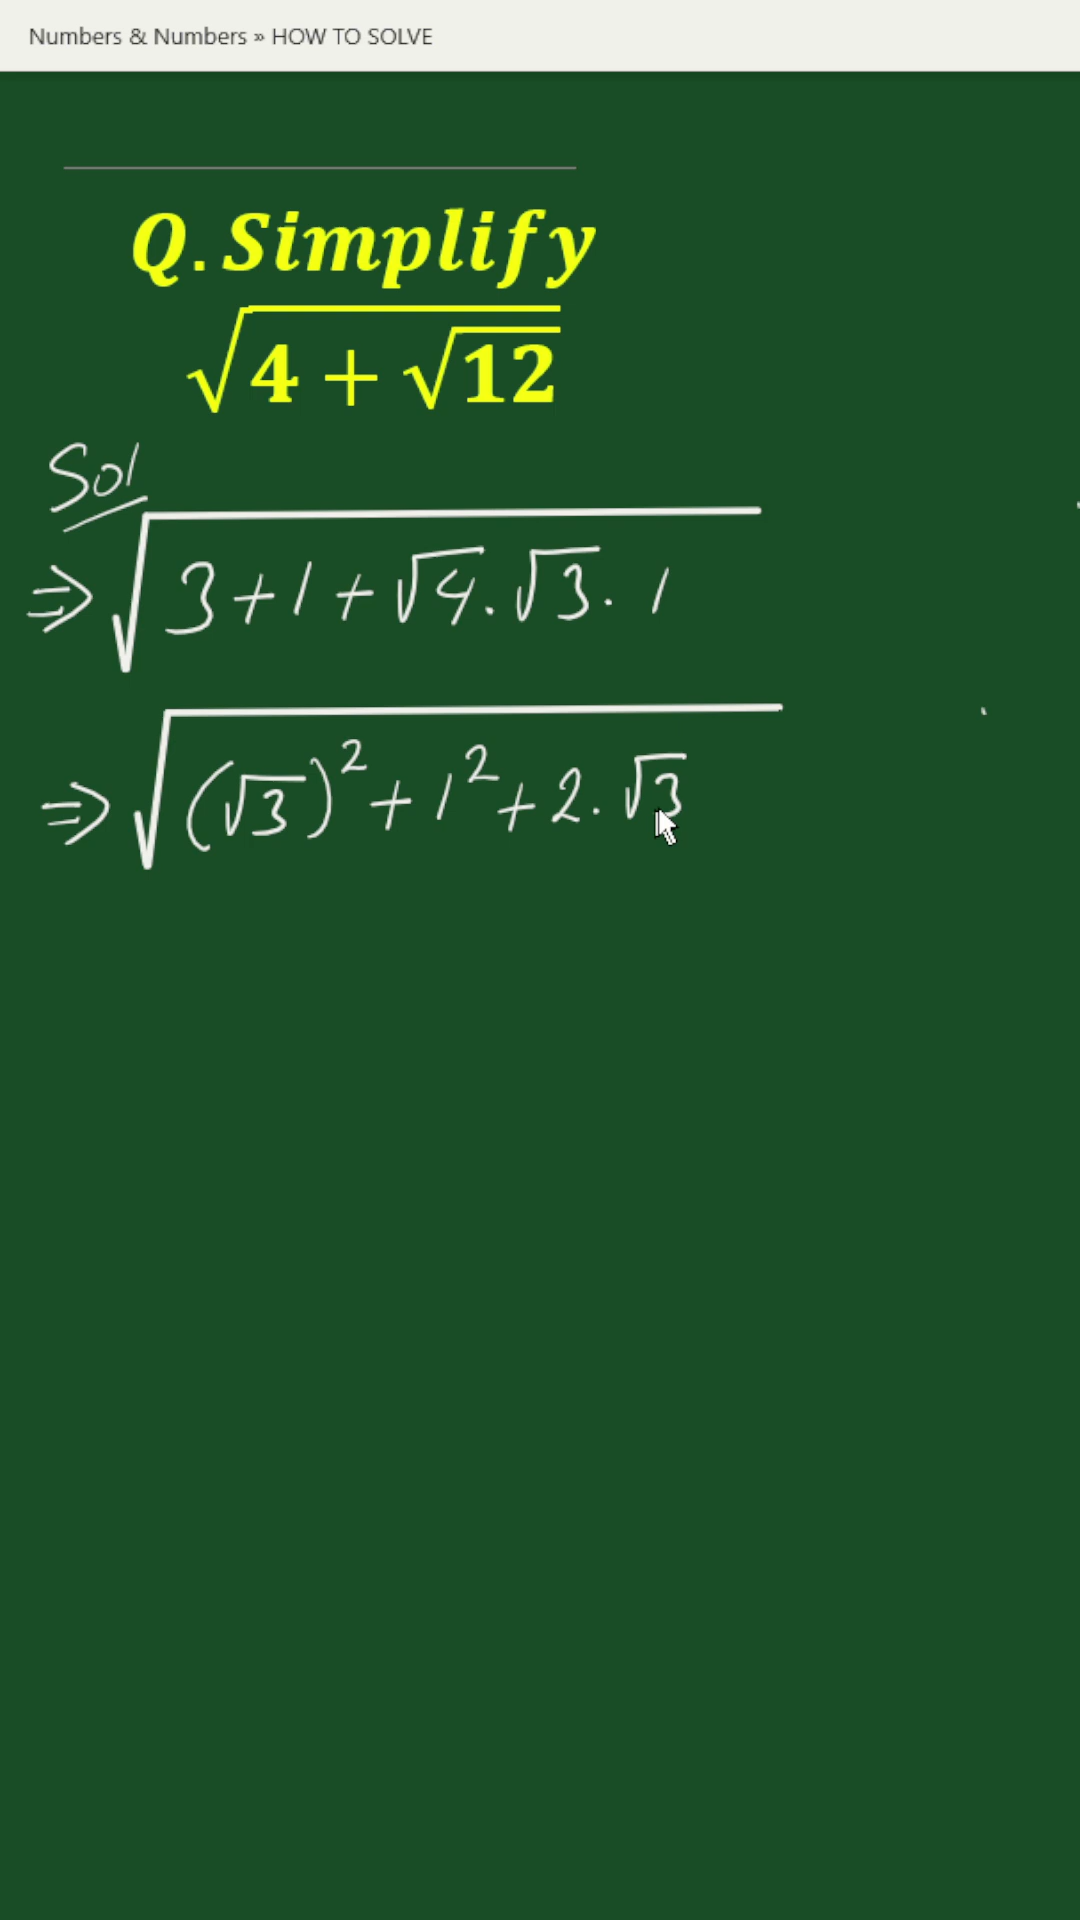 Numbers & Numbers » HOW TO SOLVE
Q. Simplify
√(4 + √12)
Sol
⇒ √(3 + 1 + √4 . √3 . 1)
⇒ √((√3)² + 1² + 2 . √3)